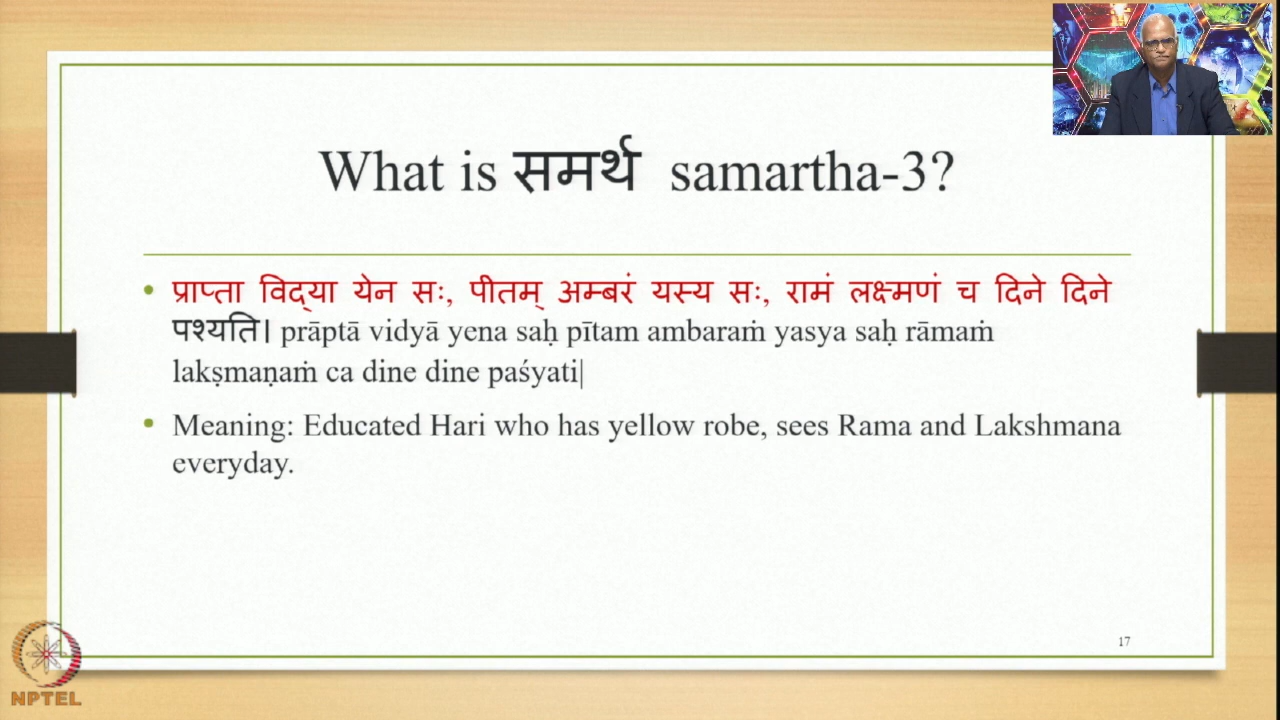 What is समर्थ samartha-3?
• प्राप्ता विद्‌या येन सः, पीतम् अम्बरं यस्य सः, रामं लक्ष्मणं च दिने दिने
पश्यति। prāptā vidyā yena saḥ pītam ambaraṁ yasya saḥ rāmaṁ
lakṣmaṇaṁ ca dine dine paśyati|
• Meaning: Educated Hari who has yellow robe, sees Rama and Lakshmana
everyday.
17
NPTEL